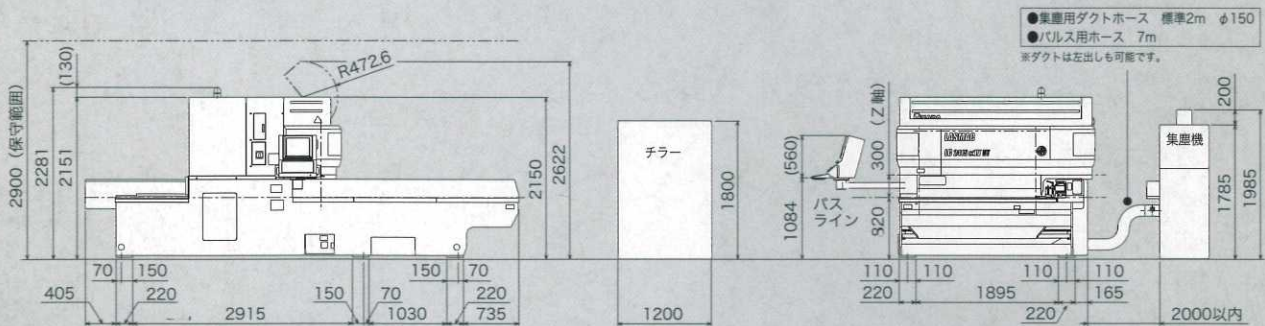 ●集塵用ダクトホース 標準2m φ150
●パルス用ホース 7m
※ダクトは左出しも可能です。
2900 (保守範囲)
2281
2151
(130)
R472.6
2150
2622
チラー
1800
(560)
1084
パス
ライン
300 (Z軸)
820
LASMAC
集塵機
200
1785
1985
70 150 150 70
405 220 2915 150 70 1030 220 735
1200
110 110 110 110
220 1895 165
220 2000以内